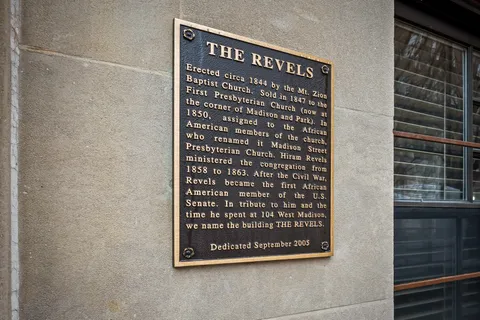 THE REVELS
Erected circa 1844 by the Mt. Zion
Baptist Church. Sold in 1847 to the
First Presbyterian Church (now at
the corner of Madison and Park). In
1850, assigned to the African
American members of the church,
who renamed it Madison Street
Presbyterian Church. Hiram Revels
ministered the congregation from
1858 to 1863. After the Civil War,
Revels became the first African
American member of the U.S.
Senate. In tribute to him and the
time he spent at 104 West Madison,
we name the building THE REVELS.
Dedicated September 2005